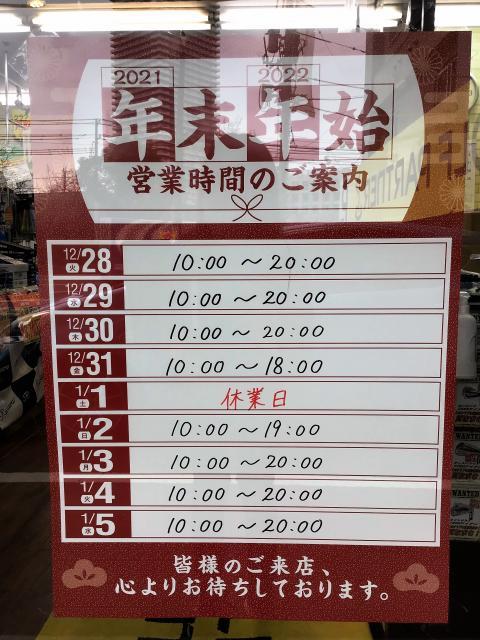 2021 2022
年末年始
営業時間のご案内
12/28 火 10:00 〜 20:00
12/29 水 10:00 〜 20:00
12/30 木 10:00 〜 20:00
12/31 金 10:00 〜 18:00
1/1 土 休業日
1/2 日 10:00 〜 19:00
1/3 月 10:00 〜 20:00
1/4 火 10:00 〜 20:00
1/5 水 10:00 〜 20:00
皆様のご来店、
心よりお待ちしております。
WANTED
WANTED